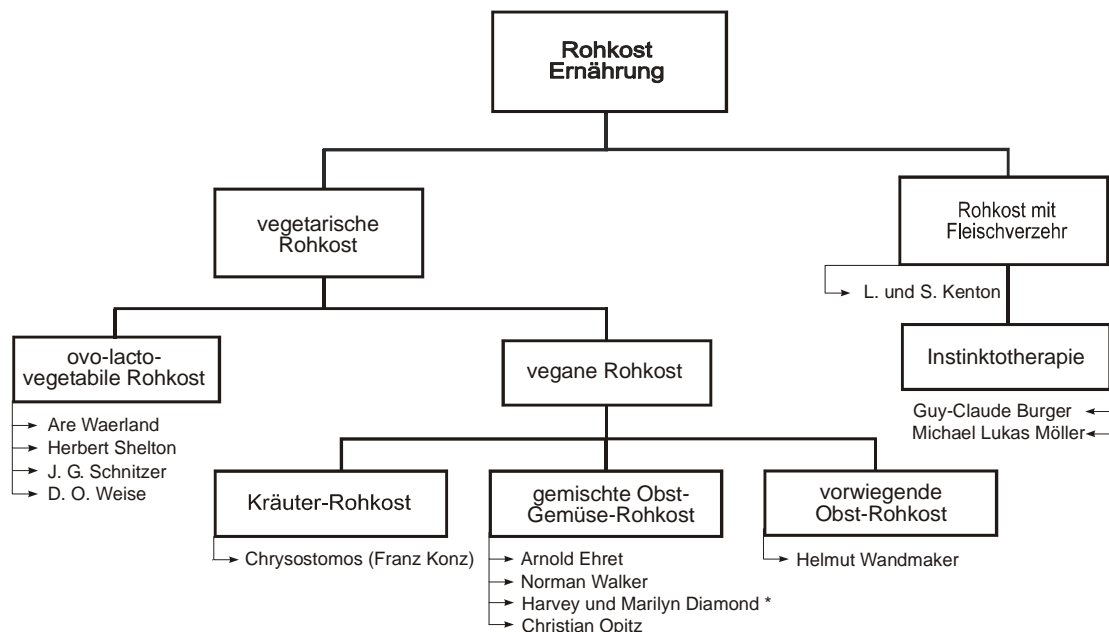 Rohkost
Ernährung
vegetarische
Rohkost
Rohkost mit
Fleischverzehr
L. und S. Kenton
ovo-lacto-
vegetabile Rohkost
vegane Rohkost
Instinktotherapie
Are Waerland
Herbert Shelton
J. G. Schnitzer
D. O. Weise
Guy-Claude Burger
Michael Lukas Möller
Kräuter-Rohkost
gemischte Obst-
Gemüse-Rohkost
vorwiegende
Obst-Rohkost
Chrysostomos (Franz Konz)
Arnold Ehret
Norman Walker
Harvey und Marilyn Diamond *
Christian Opitz
Helmut Wandmaker